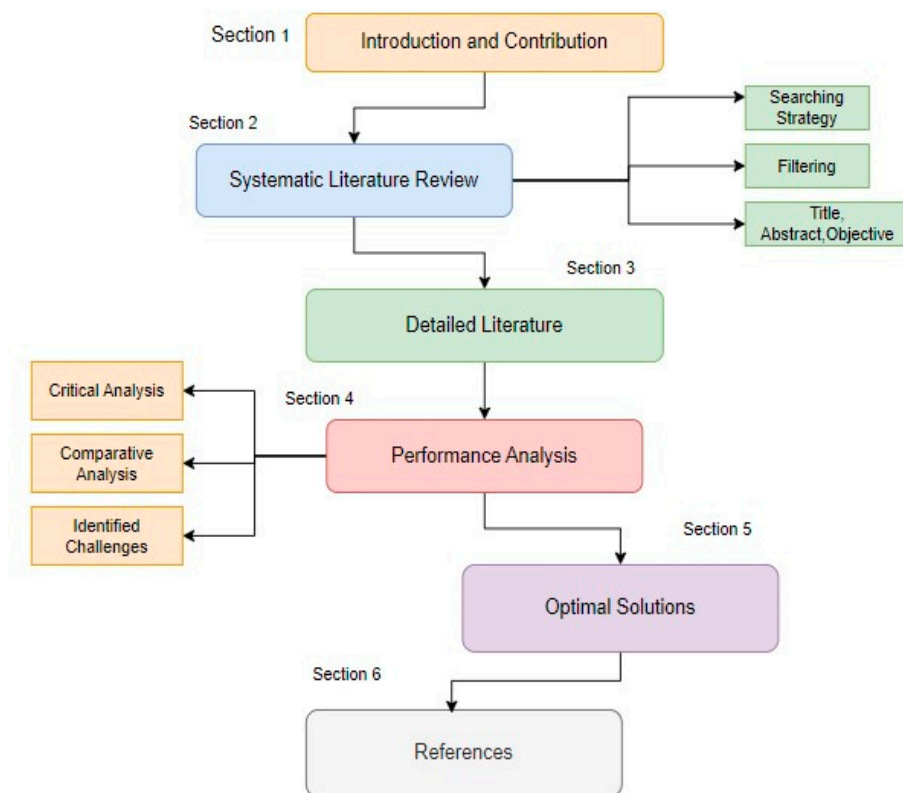 Section 1
Introduction and Contribution
Section 2
Systematic Literature Review
Searching
Strategy
Filtering
Title,
Abstract,Objective
Section 3
Detailed Literature
Section 4
Performance Analysis
Critical Analysis
Comparative
Analysis
Identified
Challenges
Section 5
Optimal Solutions
Section 6
References